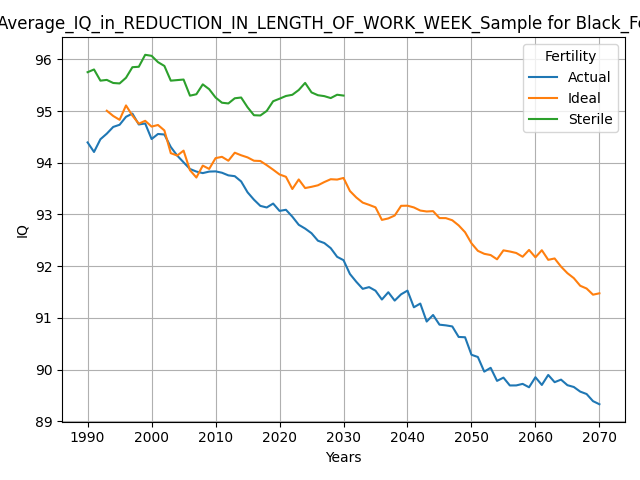 Average_IQ_in_REDUCTION_IN_LENGTH_OF_WORK_WEEK_Sample for Black_Fe
Fertility
Actual
Ideal
Sterile
96
95
94
93
92
91
90
89
IQ
1990 2000 2010 2020 2030 2040 2050 2060 2070
Years